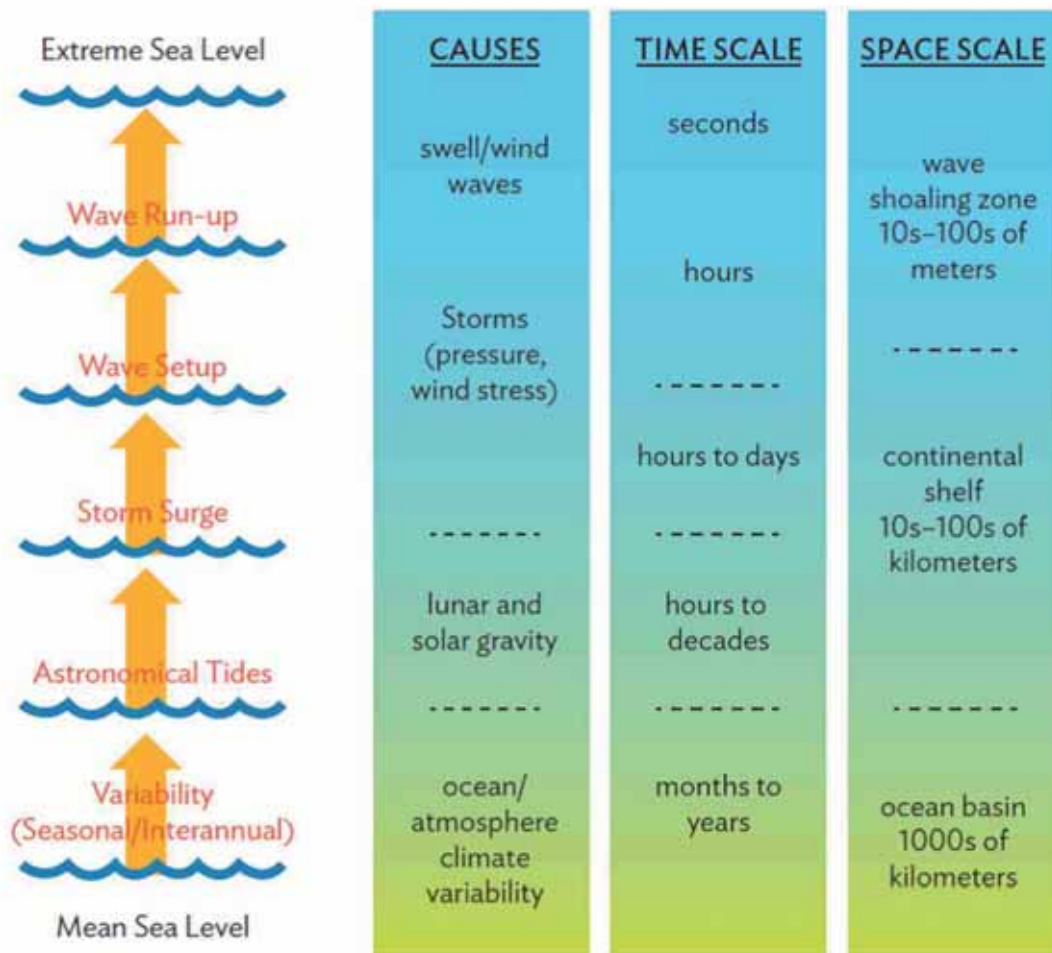 Extreme Sea Level
Wave Run-up
Wave Setup
Storm Surge
Astronomical Tides
Variability
(Seasonal/Interannual)
Mean Sea Level
CAUSES
swell/wind
waves
Storms
(pressure,
wind stress)
lunar and
solar gravity
ocean/
atmosphere
climate
variability
TIME SCALE
seconds
hours
hours to days
hours to
decades
months to
years
SPACE SCALE
wave
shoaling zone
10s–100s of
meters
continental
shelf
10s–100s of
kilometers
ocean basin
1000s of
kilometers